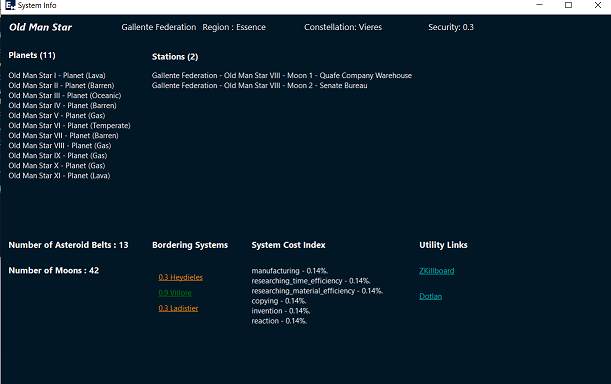 System Info
Old Man Star Gallente Federation Region : Essence Constellation: Vieres Security: 0.3
Planets (11)
Old Man Star I - Planet (Lava)
Old Man Star II - Planet (Barren)
Old Man Star III - Planet (Oceanic)
Old Man Star IV - Planet (Barren)
Old Man Star V - Planet (Gas)
Old Man Star VI - Planet (Temperate)
Old Man Star VII - Planet (Barren)
Old Man Star VIII - Planet (Gas)
Old Man Star IX - Planet (Gas)
Old Man Star X - Planet (Gas)
Old Man Star XI - Planet (Lava)
Stations (2)
Gallente Federation - Old Man Star VIII - Moon 1 - Quafe Company Warehouse
Gallente Federation - Old Man Star VIII - Moon 2 - Senate Bureau
Number of Asteroid Belts : 13
Number of Moons : 42
Bordering Systems
0.3 Heydieles
0.9 Villore
0.3 Ladistier
System Cost Index
manufacturing - 0.14%.
researching_time_efficiency - 0.14%.
researching_material_efficiency - 0.14%.
copying - 0.14%.
invention - 0.14%.
reaction - 0.14%.
Utility Links
ZKillboard
Dotlan